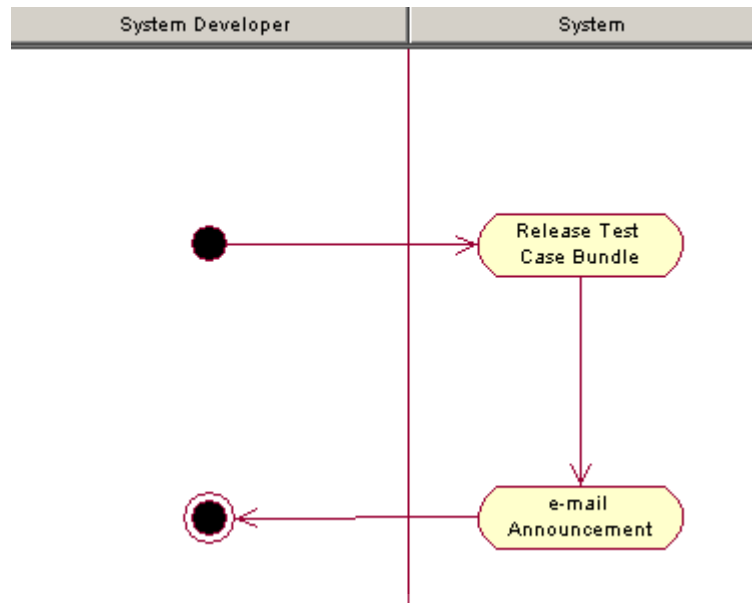 System Developer
System
Release Test
Case Bundle
e-mail
Announcement